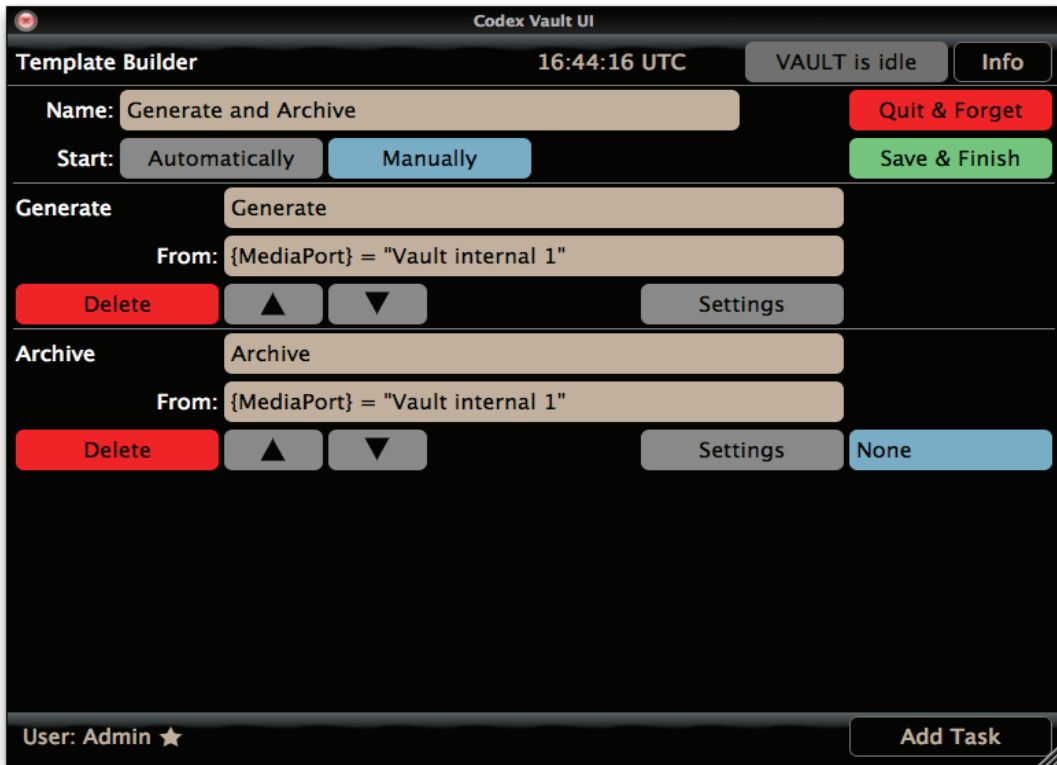 Codex Vault UI
Template Builder 16:44:16 UTC VAULT is idle Info
Name: Generate and Archive Quit & Forget
Start: Automatically Manually Save & Finish
Generate Generate
From: {MediaPort} = "Vault internal 1"
Delete ▲ ▼ Settings
Archive Archive
From: {MediaPort} = "Vault internal 1"
Delete ▲ ▼ Settings None
User: Admin ★ Add Task